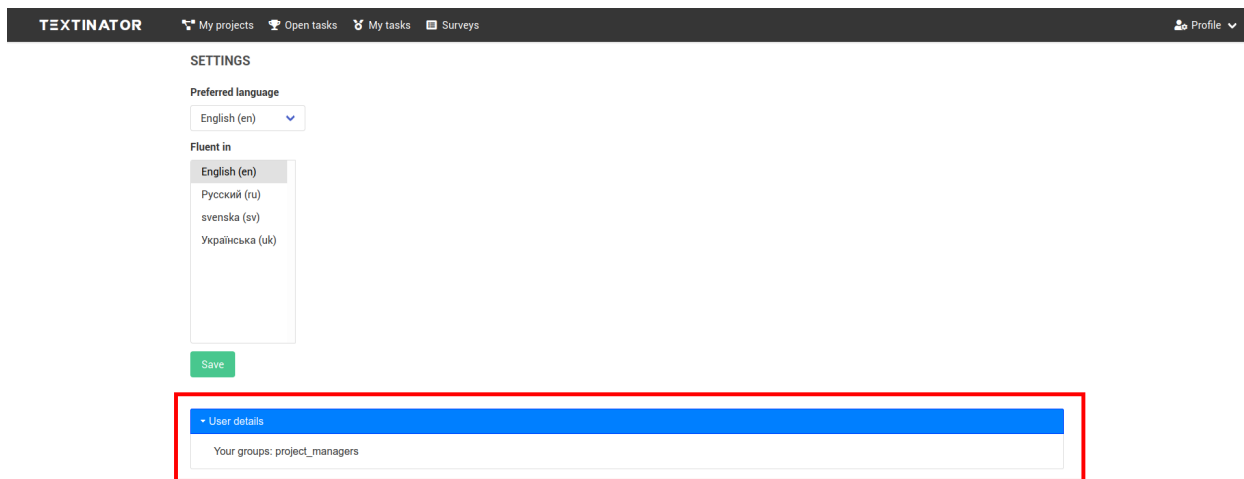 TEXTINATOR My projects Open tasks My tasks Surveys Profile
SETTINGS
Preferred language
English (en)
Fluent in
English (en)
Русский (ru)
svenska (sv)
Українська (uk)
Save
User details
Your groups: project_managers